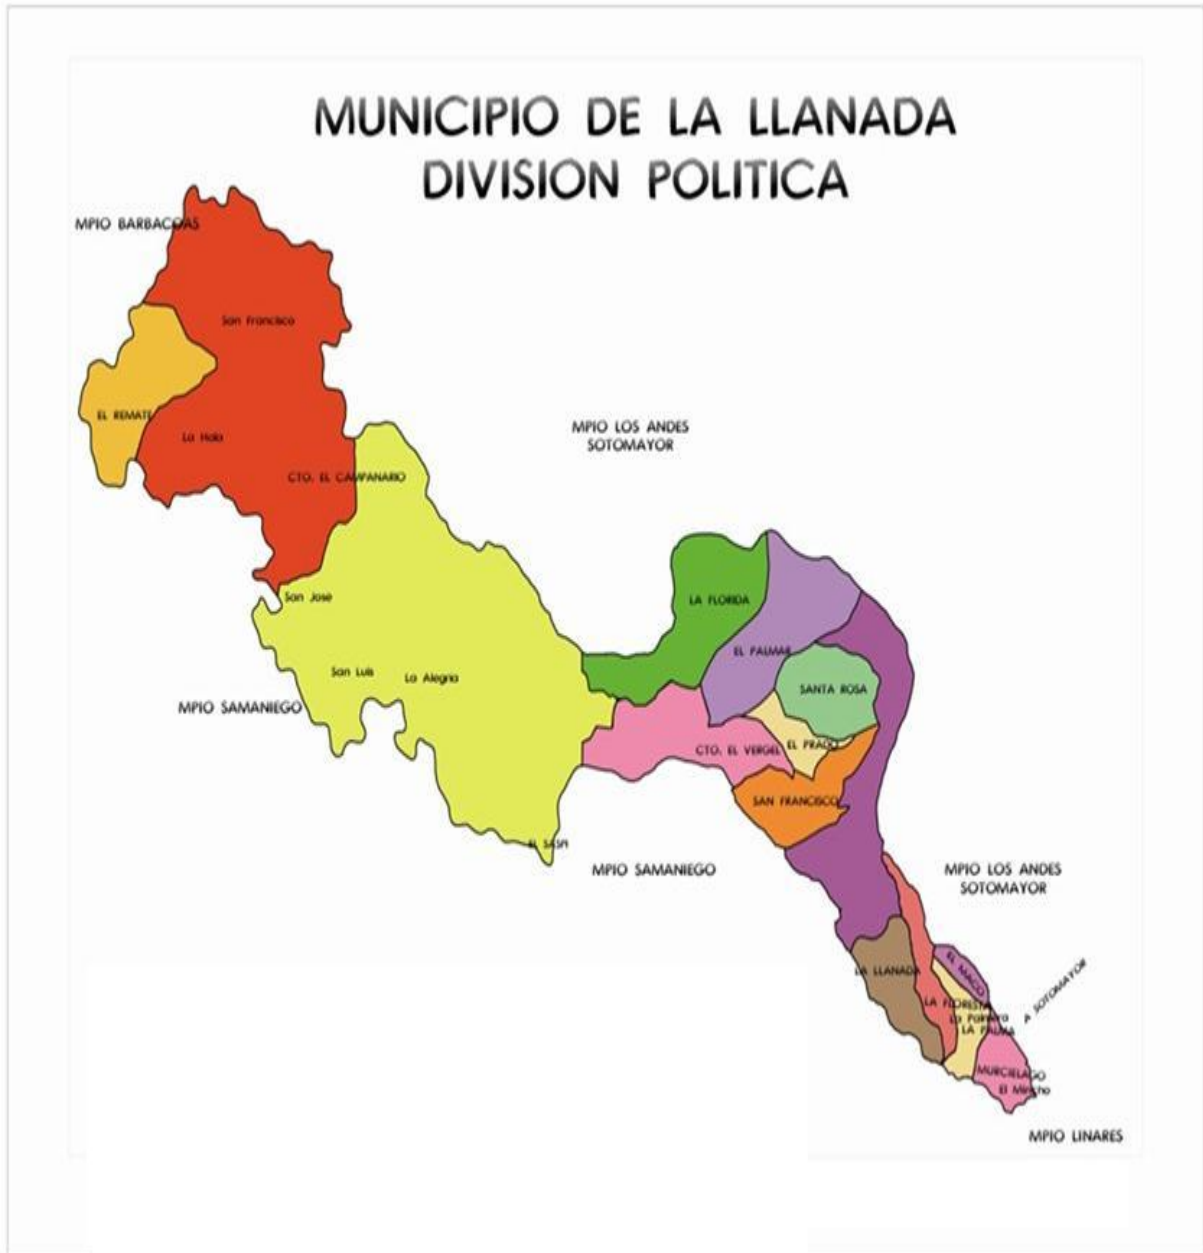 MUNICIPIO DE LA LLANADA
DIVISION POLITICA
MPIO BARBACOAS
San Francisco
EL REMATE
La Hola
CTO. EL CAMPANARIO
MPIO LOS ANDES
SOTOMAYOR
San José
LA FLORIDA
EL PALMAR
San Luis
La Alegria
SANTA ROSA
MPIO SAMANIEGO
CTO. EL VERGEL
EL PRADO
SAN FRANCISCO
EL SASPI
MPIO SAMANIEGO
MPIO LOS ANDES
SOTOMAYOR
LA LLANADA
EL MACO
A SOTOMAYOR
LA FLORESTA
La
LA PALMA
MURCIELAGO
El
MPIO LINARES